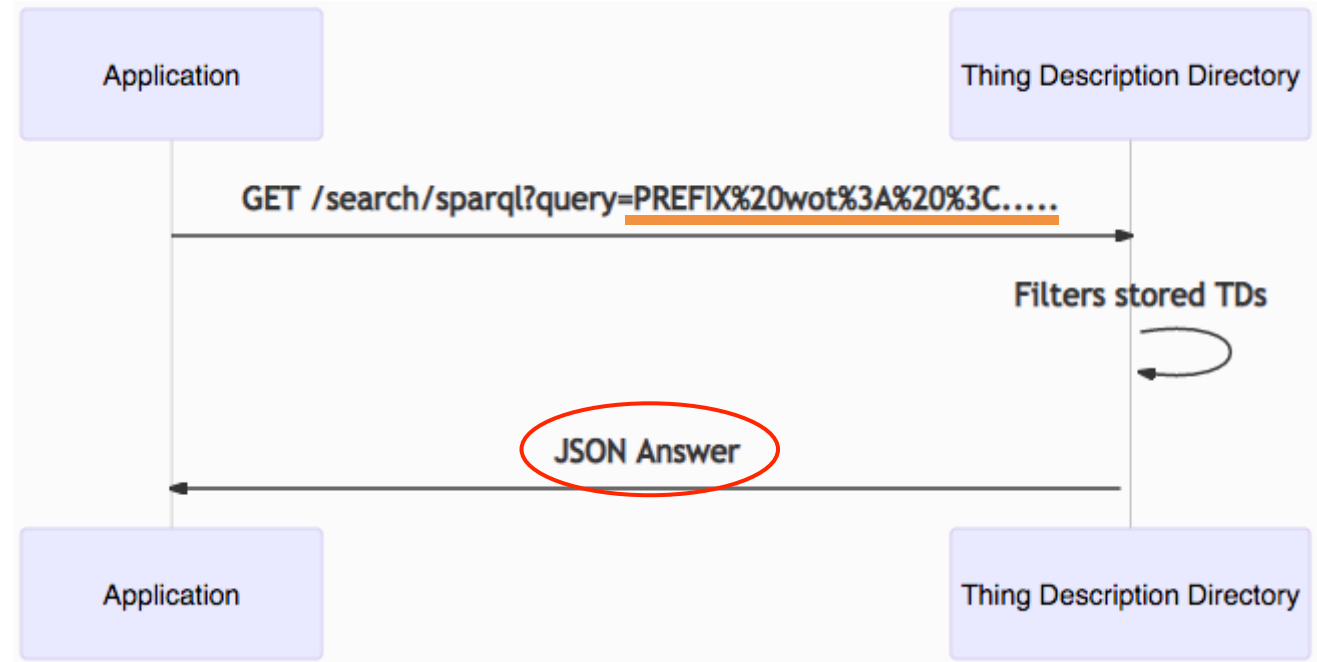 Application
Thing Description Directory
GET /search/sparql?query=PREFIX%20wot%3A%20%3C.....
Filters stored TDs
JSON Answer
Application
Thing Description Directory